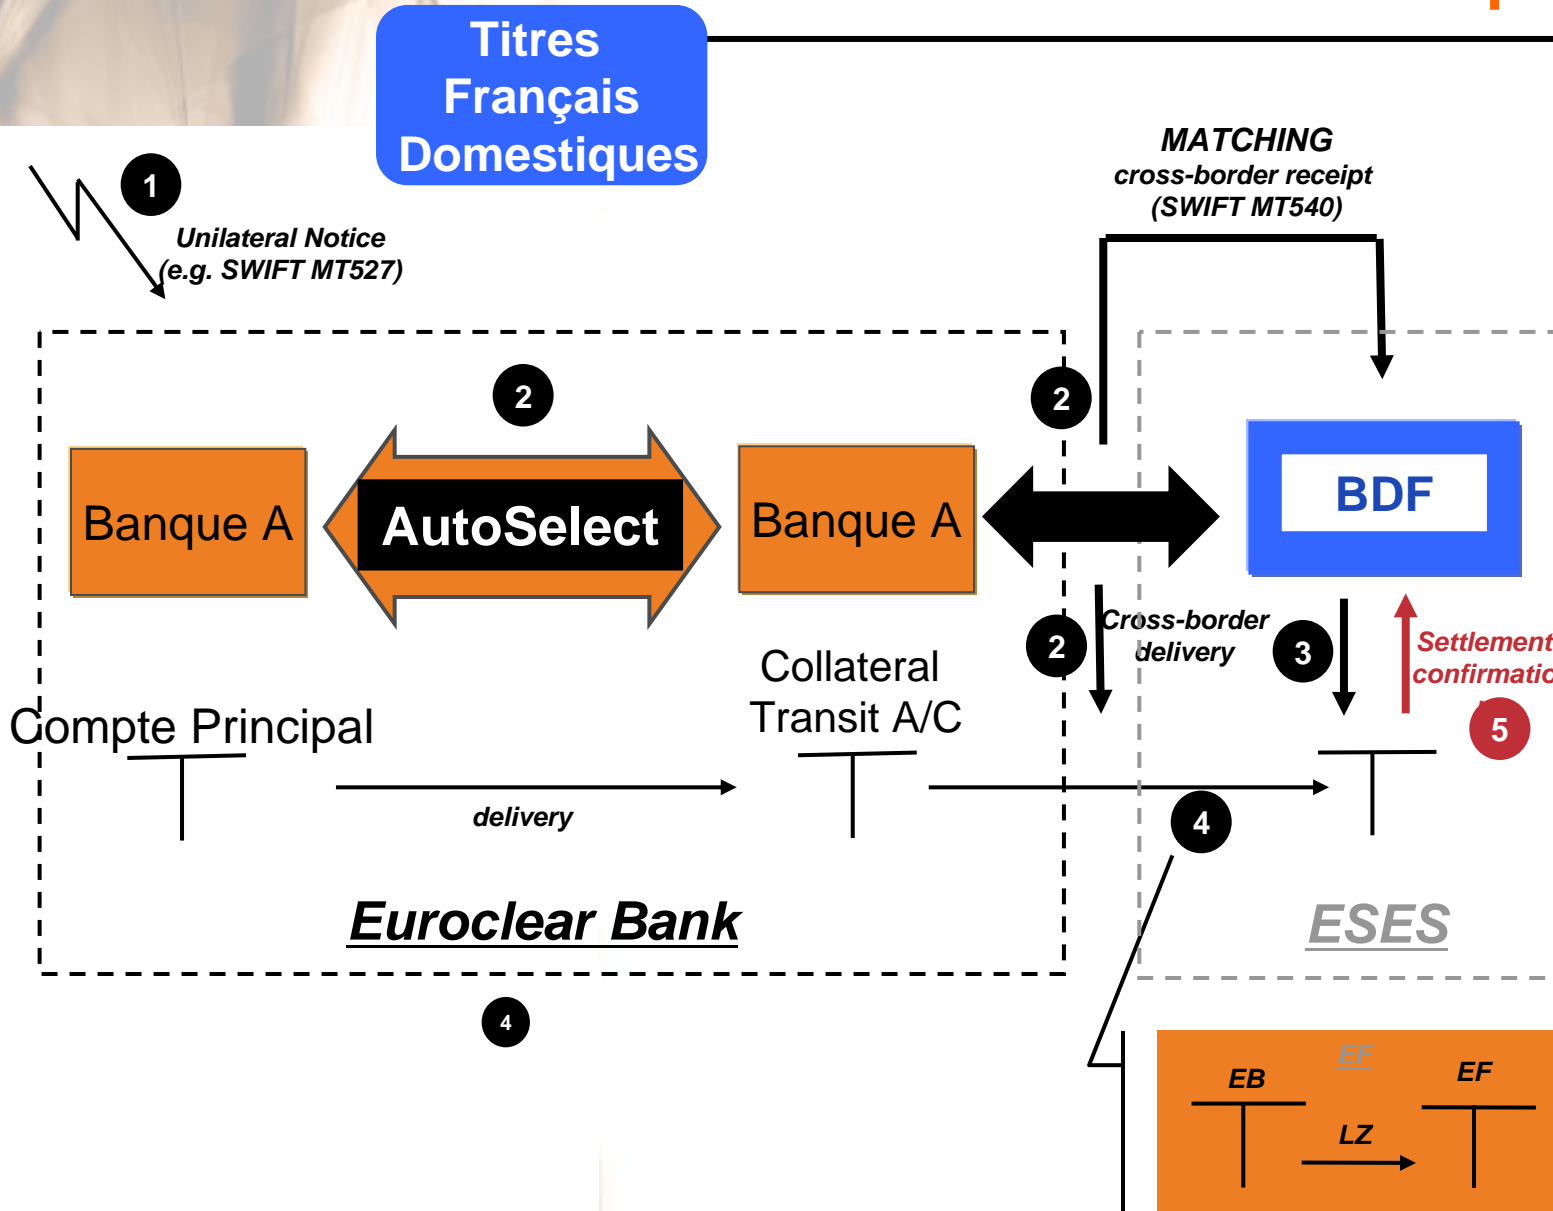 Titres
Français
Domestiques
MATCHING
cross-border receipt
(SWIFT MT540)
1
Unilateral Notice
(e.g. SWIFT MT527)
2
2
Banque A
AutoSelect
Banque A
BDF
2
Cross-border
delivery
3
Settlement
confirmatio
5
Compte Principal
Collateral
Transit A/C
delivery
4
Euroclear Bank
ESES
4
EF
EB
EF
LZ